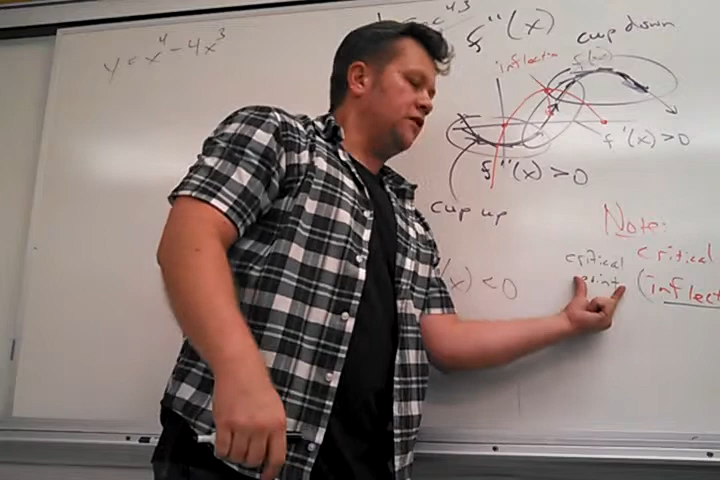 y = x⁴ - 4x³
f''(x)
cup down
inflection
f(x)
f'(x) > 0
f''(x) > 0
cup up
Note:
critical
critical
point
(inflect
(x) < 0